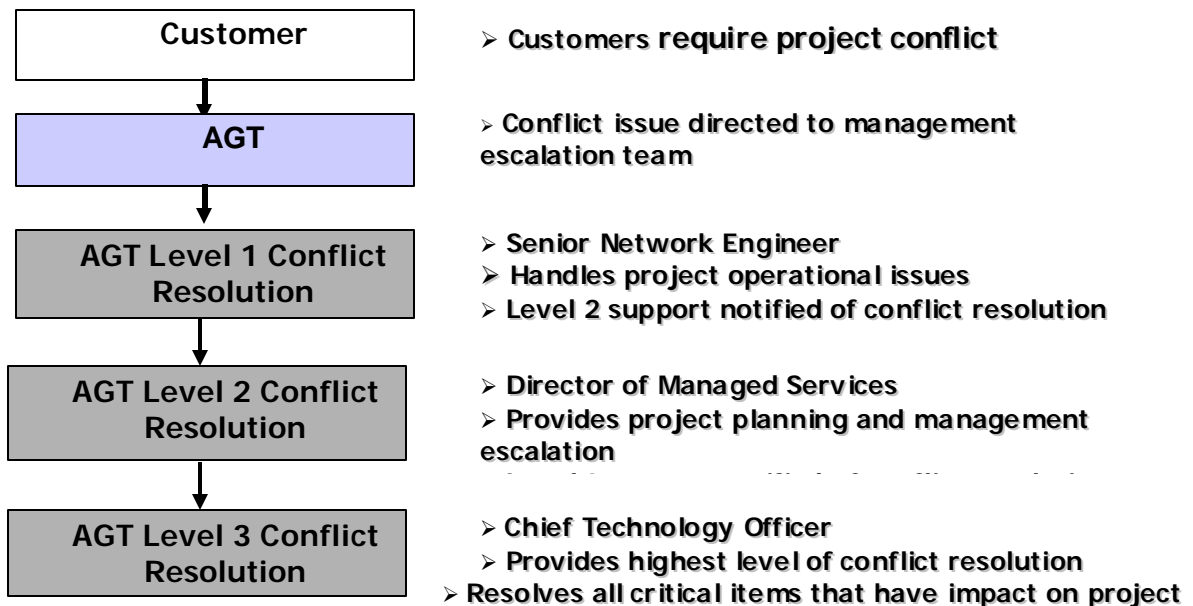 Customer
➢ Customers require project conflict
AGT
➢ Conflict issue directed to management
escalation team
AGT Level 1 Conflict
Resolution
➢ Senior Network Engineer
➢ Handles project operational issues
➢ Level 2 support notified of conflict resolution
AGT Level 2 Conflict
Resolution
➢ Director of Managed Services
➢ Provides project planning and management
escalation
AGT Level 3 Conflict
Resolution
➢ Chief Technology Officer
➢ Provides highest level of conflict resolution
➢ Resolves all critical items that have impact on project